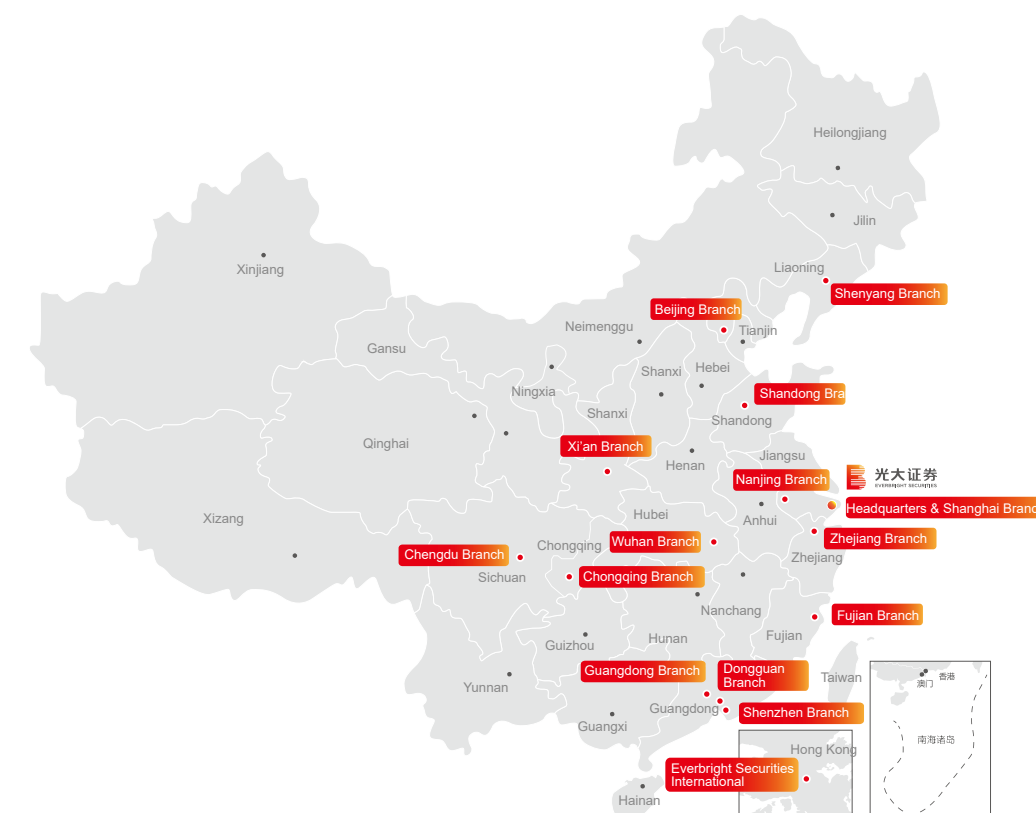 Heilongjiang
Jilin
Xinjiang
Liaoning
Shenyang Branch
Beijing Branch
Neimenggu
Tianjin
Gansu
Shanxi
Hebei
Ningxia
Shandong Bra
Shanxi
Shandong
Qinghai
Xi'an Branch
Jiangsu
Henan
Nanjing Branch
光大证券
EVERBRIGHT SECURITIES
Headquarters & Shanghai Branc
Xizang
Hubei
Anhui
Zhejiang Branch
Wuhan Branch
Chongqing
Chengdu Branch
Zhejiang
Sichuan
Chongqing Branch
Nanchang
Fujian Branch
Guizhou
Hunan
Fujian
Guangdong Branch
Dongguan
Branch
Taiwan
香港
澳门
Yunnan
Guangdong
Shenzhen Branch
Guangxi
南海诸岛
Hong Kong
Everbright Securities
International
Hainan